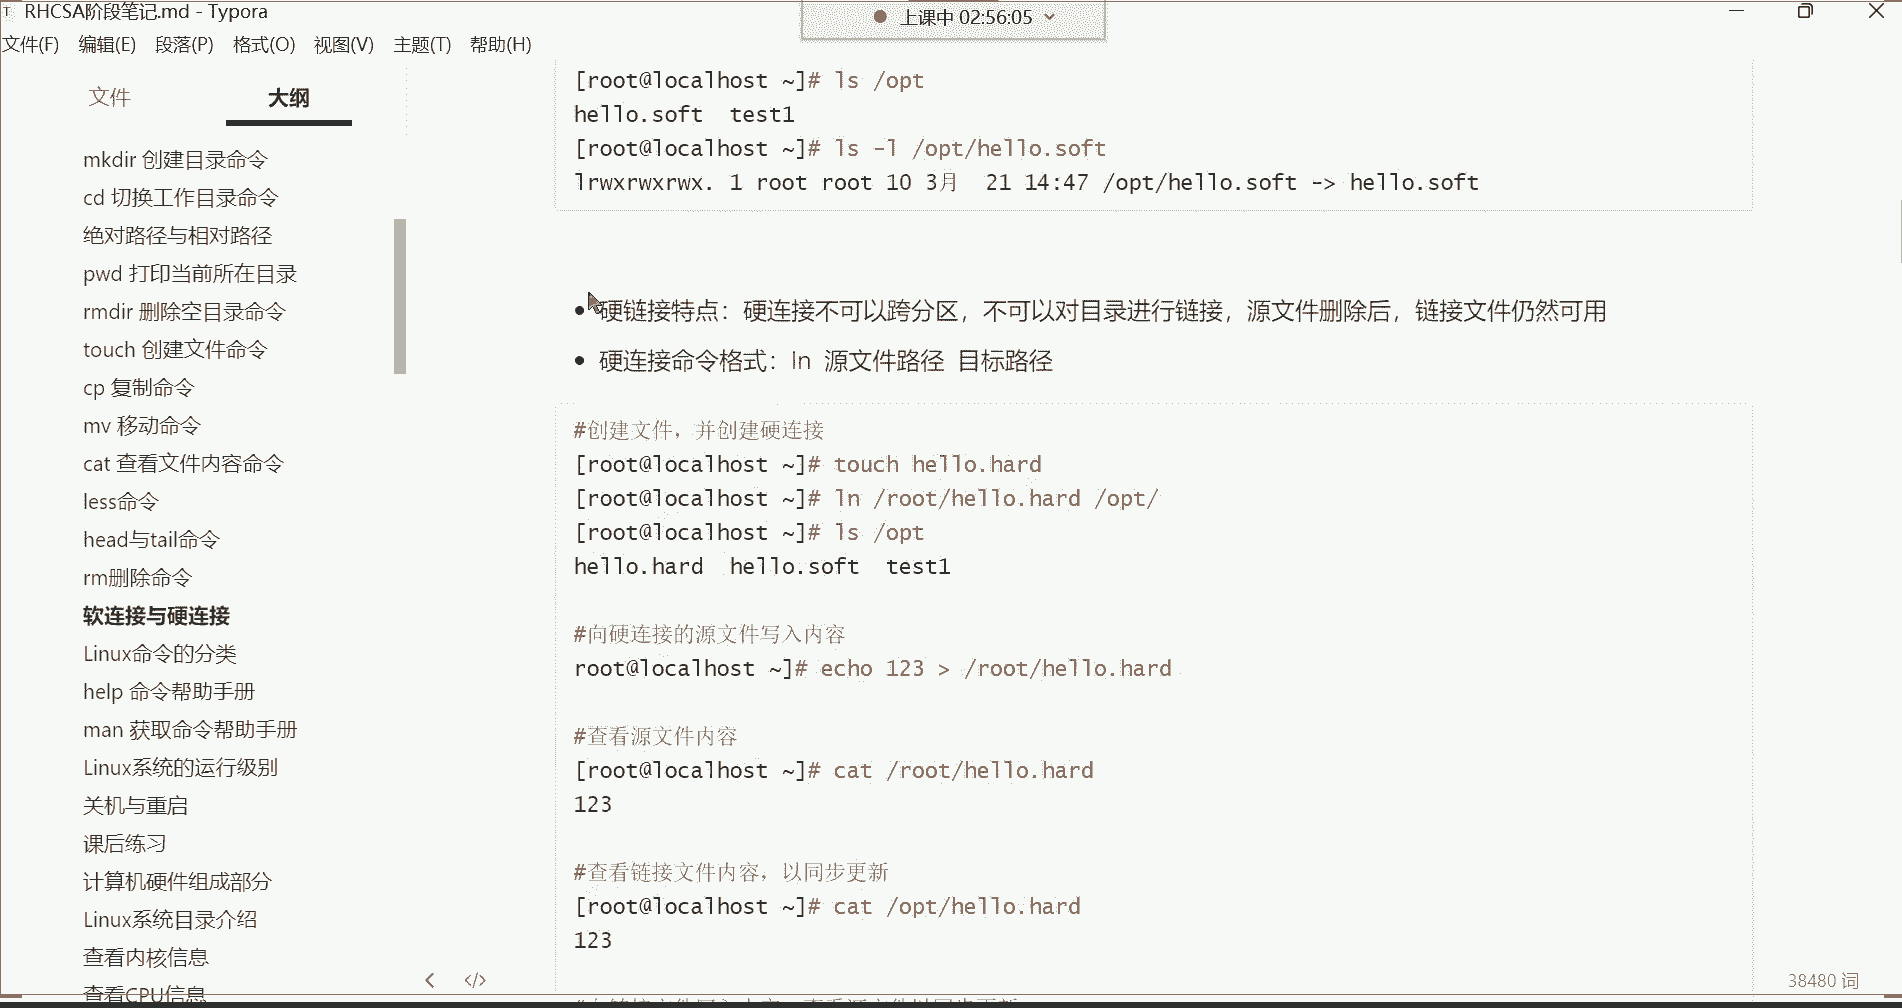 RHCSA阶段笔记.md - Typora
上课中 02:56:05
文件(F) 编辑(E) 段落(P) 格式(O) 视图(V) 主题(T) 帮助(H)
文件 大纲
mkdir 创建目录命令
cd 切换工作目录命令
绝对路径与相对路径
pwd 打印当前所在目录
rmdir 删除空目录命令
touch 创建文件命令
cp 复制命令
mv 移动命令
cat 查看文件内容命令
less命令
head与tail命令
rm删除命令
软连接与硬连接
Linux命令的分类
help 命令帮助手册
man 获取命令帮助手册
Linux系统的运行级别
关机与重启
课后练习
计算机硬件组成部分
Linux系统目录介绍
查看内核信息
查看CPU信息
[root@localhost ~]# ls /opt
hello.soft  test1
[root@localhost ~]# ls -l /opt/hello.soft
lrwxrwxrwx. 1 root root 10 3月  21 14:47 /opt/hello.soft -> hello.soft
硬链接特点：硬连接不可以跨分区，不可以对目录进行链接，源文件删除后，链接文件仍然可用
硬连接命令格式：ln 源文件路径 目标路径
#创建文件，并创建硬连接
[root@localhost ~]# touch hello.hard
[root@localhost ~]# ln /root/hello.hard /opt/
[root@localhost ~]# ls /opt
hello.hard  hello.soft  test1
#向硬连接的源文件写入内容
root@localhost ~]# echo 123 > /root/hello.hard
#查看源文件内容
[root@localhost ~]# cat /root/hello.hard
123
#查看链接文件内容，以同步更新
[root@localhost ~]# cat /opt/hello.hard
123
38480 词